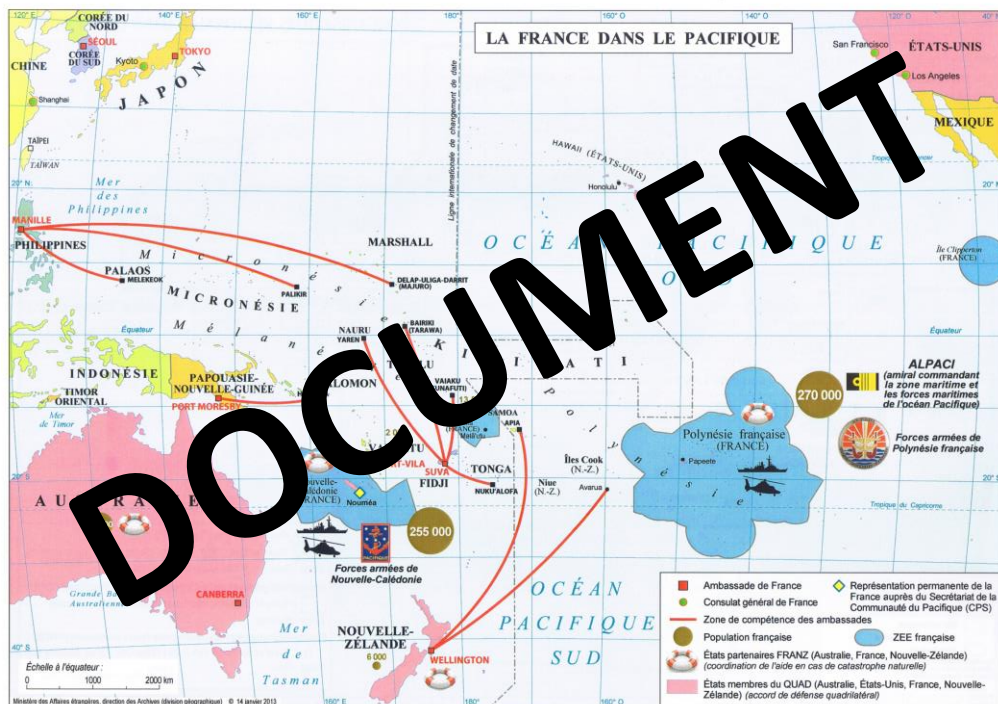 LA FRANCE DANS LE PACIFIQUE
DOCUMENT
CORÉE DU
NORD
SÉOUL
CORÉE
DU SUD
CHINE
Kyoto
TOKYO
JAPON
Shanghai
TAÏPEI
TAÏWAN
San Francisco
ÉTATS-UNIS
Los Angeles
MEXIQUE
Ligne internationale de changement de date
HAWAII (ÉTATS-UNIS)
Honolulu
20° N
Mer
des
Philippines
MANILLE
PHILIPPINES
PALAOS
MELEKEOK
Micronésie
MICRONÉSIE
PALIKIR
MARSHALL
DELAP-ULIGA-DARRIT
(MAJURO)
OCÉAN PACIFIQUE
Île Clipperton
(FRANCE)
Équateur
NAURU
YAREN
BAIRIKI
(TARAWA)
KIRIBATI
INDONÉSIE
TIMOR
ORIENTAL
Mer
de Timor
PAPOUASIE-
NOUVELLE-GUINÉE
PORT MORESBY
VAIAKU
SAMOA
APIA
SUVA
FIDJI
TONGA
NUKU'ALOFA
Niue
(N.-Z.)
Îles Cook
(N.-Z.)
Avarua
Polynésie française
(FRANCE)
Papeete
270 000
ALPACI
(amiral commandant
la zone maritime et
les forces maritimes
de l'océan Pacifique)
Forces armées de
Polynésie française
Tropique du Capricorne
20° S
Nouméa
255 000
Forces armées de
Nouvelle-Calédonie
CANBERRA
Mer
de
Tasman
NOUVELLE-
ZÉLANDE
6 000
WELLINGTON
OCÉAN
PACIFIQUE
SUD
40° S
Échelle à l'équateur :
0 1000 2000 km
Ambassade de France
Consulat général de France
Zone de compétence des ambassades
Population française
Représentation permanente de la
France auprès du Secrétariat de la
Communauté du Pacifique (CPS)
ZEE française
États partenaires FRANZ (Australie, France, Nouvelle-Zélande)
(coordination de l'aide en cas de catastrophe naturelle)
États membres du QUAD (Australie, États-Unis, France, Nouvelle-
Zélande) (accord de défense quadrilatéral)
Ministère des Affaires étrangères, direction des Archives (division géographique) © 14 janvier 2013